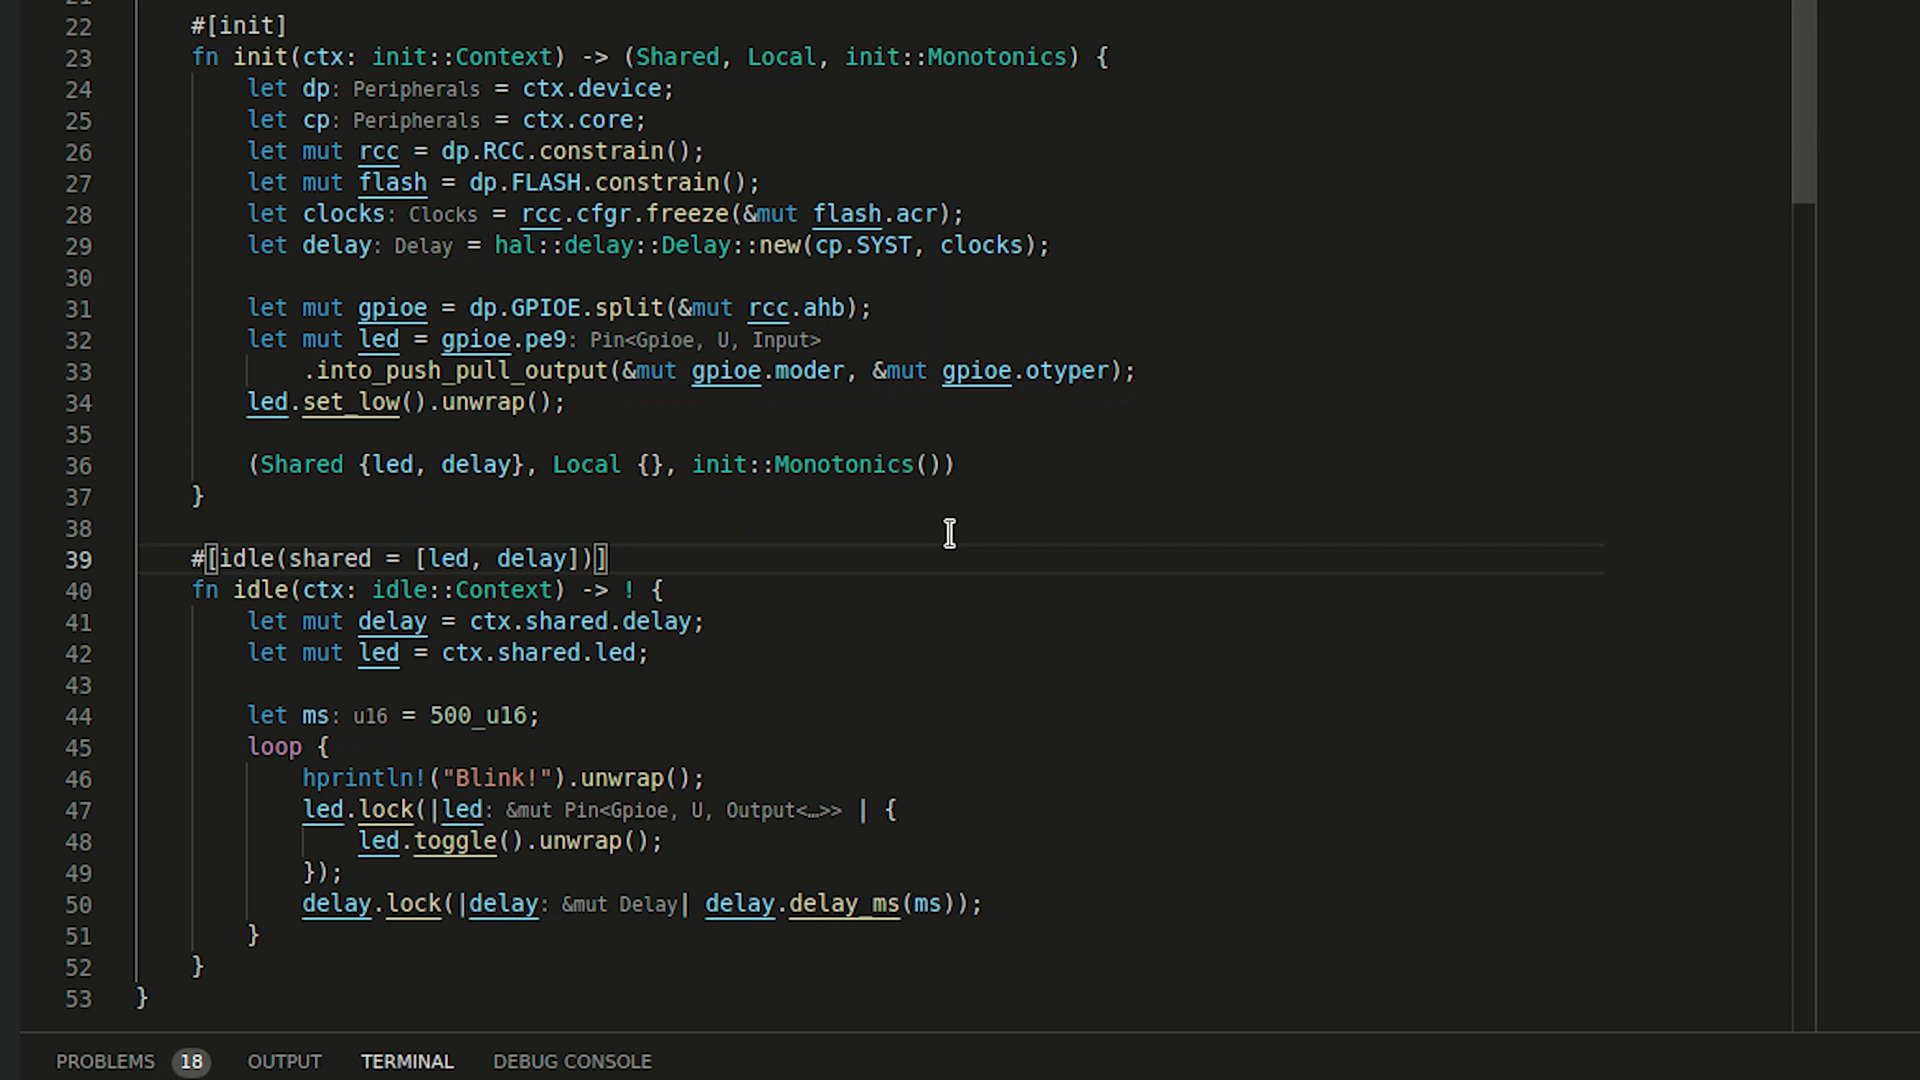 22 #[init]
23 fn init(ctx: init::Context) -> (Shared, Local, init::Monotonics) {
24 let dp: Peripherals = ctx.device;
25 let cp: Peripherals = ctx.core;
26 let mut rcc = dp.RCC.constrain();
27 let mut flash = dp.FLASH.constrain();
28 let clocks: Clocks = rcc.cfgr.freeze(&mut flash.acr);
29 let delay: Delay = hal::delay::Delay::new(cp.SYST, clocks);
30
31 let mut gpioe = dp.GPIOE.split(&mut rcc.ahb);
32 let mut led = gpioe.pe9: Pin<Gpioe, U, Input>
33 .into_push_pull_output(&mut gpioe.moder, &mut gpioe.otyper);
34 led.set_low().unwrap();
35
36 (Shared {led, delay}, Local {}, init::Monotonics())
37 }
38
39 #[idle(shared = [led, delay])]
40 fn idle(ctx: idle::Context) -> ! {
41 let mut delay = ctx.shared.delay;
42 let mut led = ctx.shared.led;
43
44 let ms: u16 = 500_u16;
45 loop {
46 hprintln!("Blink!").unwrap();
47 led.lock(|led: &mut Pin<Gpioe, U, Output<…>> | {
48 led.toggle().unwrap();
49 });
50 delay.lock(|delay: &mut Delay| delay.delay_ms(ms));
51 }
52 }
53 }
PROBLEMS 18 OUTPUT TERMINAL DEBUG CONSOLE